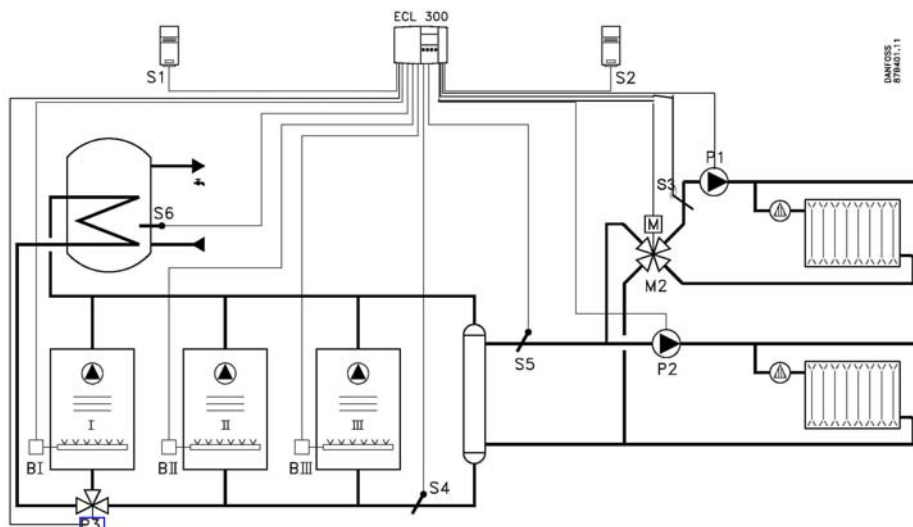 ECL 300
S1
S2
DANFOSS
87B401.11
P1
S3
S6
M
M2
S5
P2
I
II
III
BI
BII
BIII
S4
P3